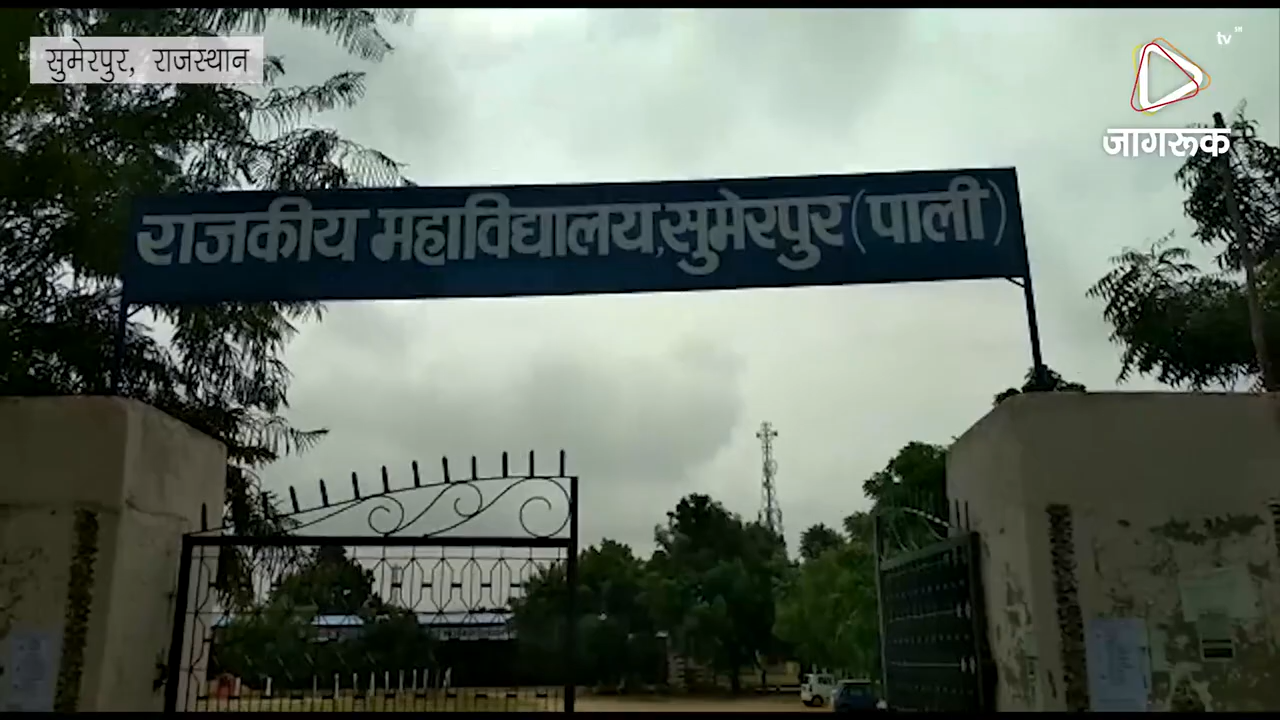 सुमेरपुर, राजस्थान
tv
जागरूक
राजकीय महाविद्यालय,सुमेरपुर(पाली)